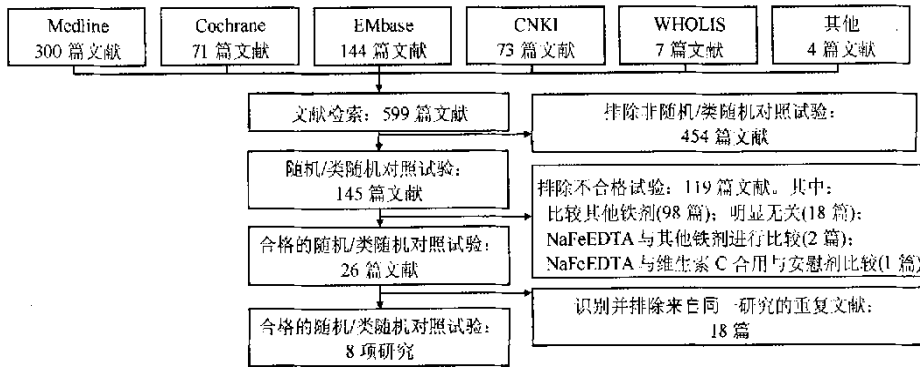 Medline
300 篇文献
Cochrane
71 篇文献
EMbase
144 篇文献
CNKI
73 篇文献
WHOLIS
7 篇文献
其他
4 篇文献
文献检索：599 篇文献
排除非随机/类随机对照试验：
454 篇文献
随机/类随机对照试验：
145 篇文献
排除不合格试验：119 篇文献。其中：
比较其他铁剂(98 篇)；明显无关(18 篇)；
NaFeEDTA 与其他铁剂进行比较(2 篇)；
NaFeEDTA 与维生素 C 合用与安慰剂比较(1 篇)
合格的随机/类随机对照试验：
26 篇文献
识别并排除来自同一研究的重复文献：
18 篇
合格的随机/类随机对照试验：
8 项研究